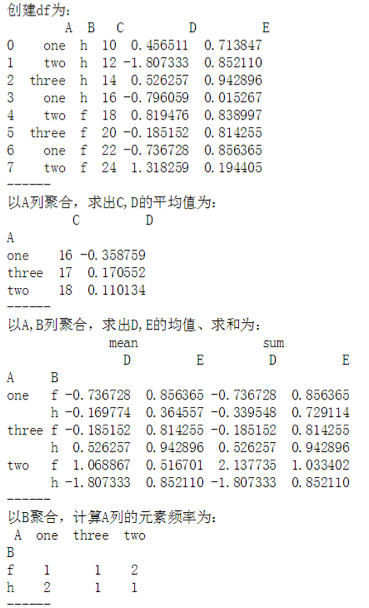 创建df为：
A B C D E
0 one h 10 0.456511 0.713847
1 two h 12 -1.807333 0.852110
2 three h 14 0.526257 0.942896
3 one h 16 -0.796059 0.015267
4 two f 18 0.819476 0.838997
5 three f 20 -0.185152 0.814255
6 one f 22 -0.736728 0.856365
7 two f 24 1.318259 0.194405
------
以A列聚合，求出C,D的平均值为：
C D
A
one 16 -0.358759
three 17 0.170552
two 18 0.110134
------
以A,B列聚合，求出D,E的均值、求和为：
mean sum
D E D E
A B
one f -0.736728 0.856365 -0.736728 0.856365
h -0.169774 0.364557 -0.339548 0.729114
three f -0.185152 0.814255 -0.185152 0.814255
h 0.526257 0.942896 0.526257 0.942896
two f 1.068867 0.516701 2.137735 1.033402
h -1.807333 0.852110 -1.807333 0.852110
------
以B聚合，计算A列的元素频率为：
A one three two
B
f 1 1 2
h 2 1 1
------